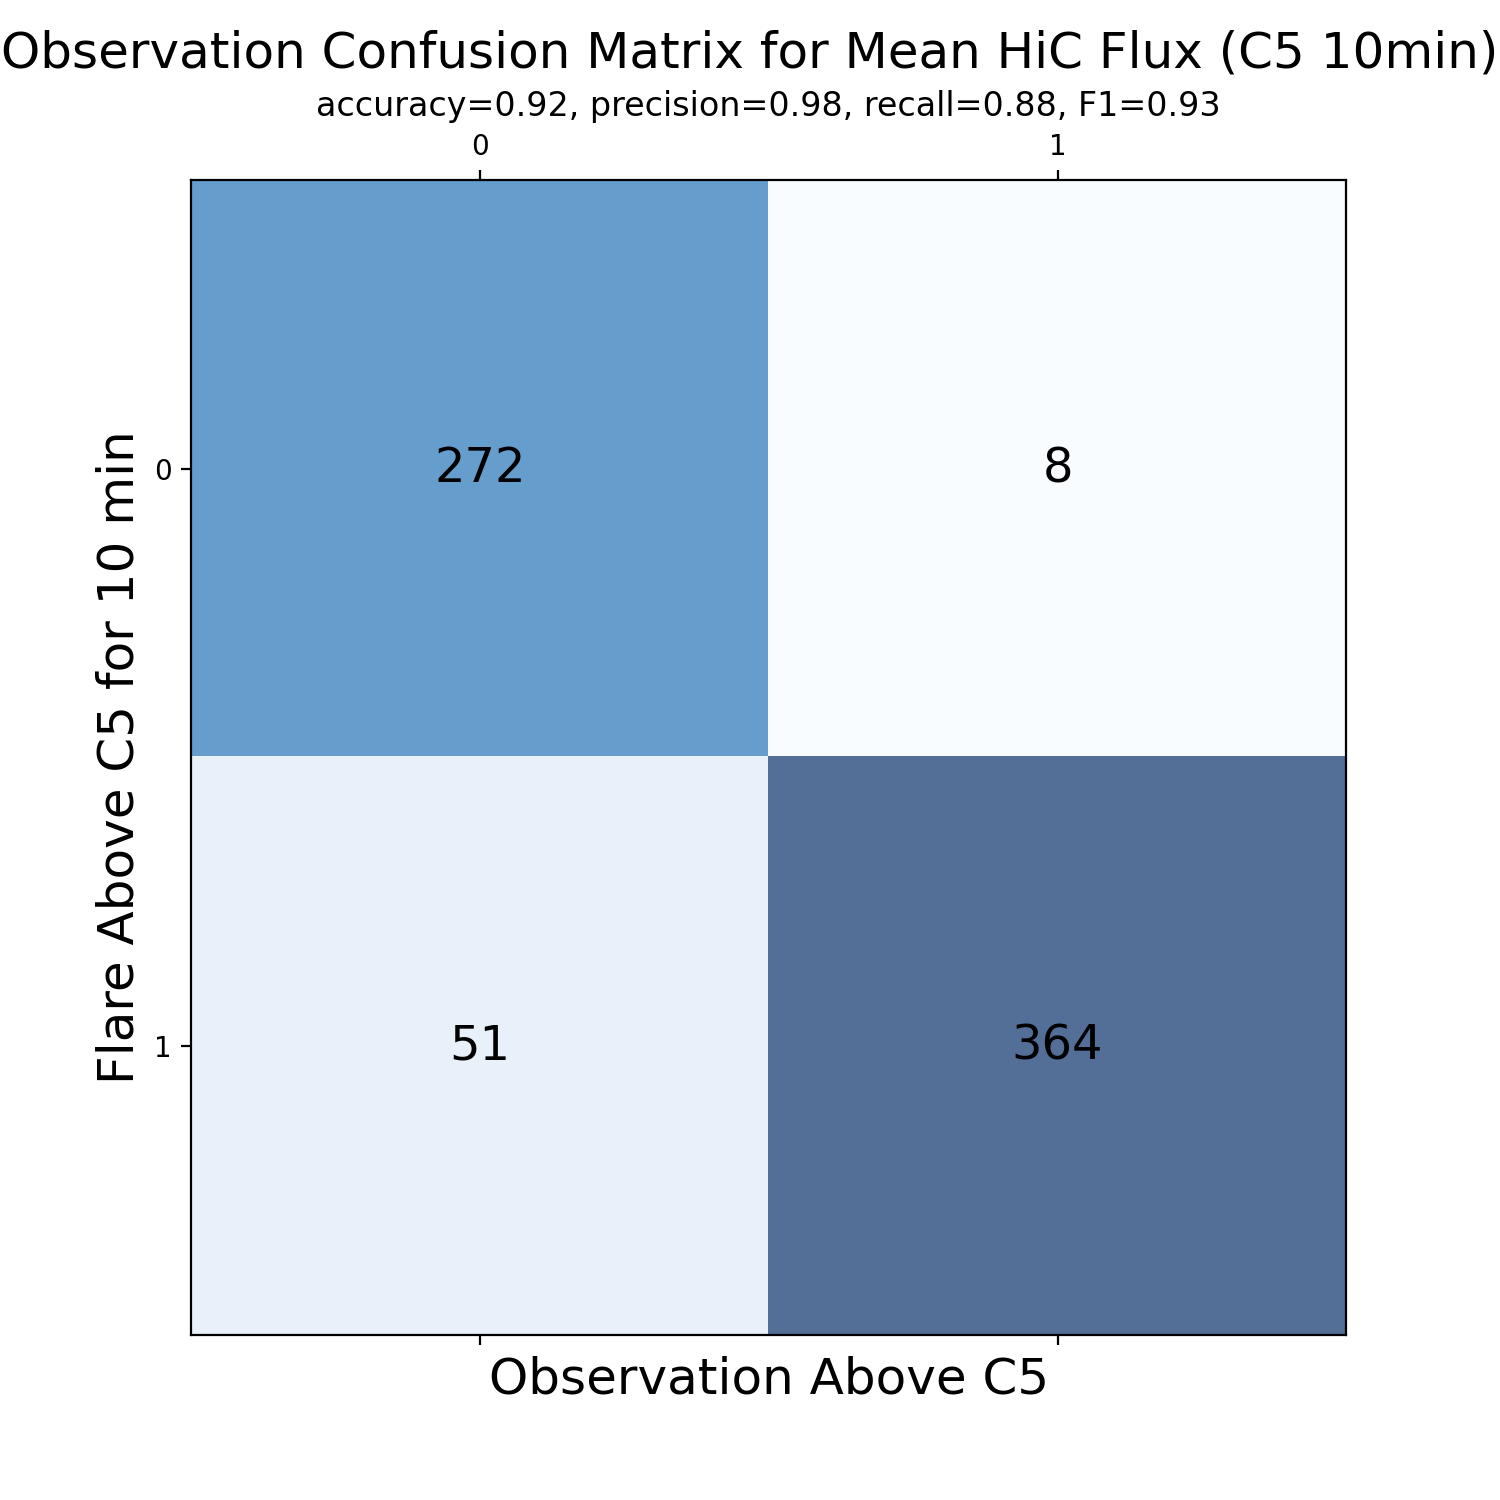 Observation Confusion Matrix for Mean HiC Flux (C5 10min)
accuracy=0.92, precision=0.98, recall=0.88, F1=0.93
0 1
0 272 8
1 51 364
Flare Above C5 for 10 min
Observation Above C5